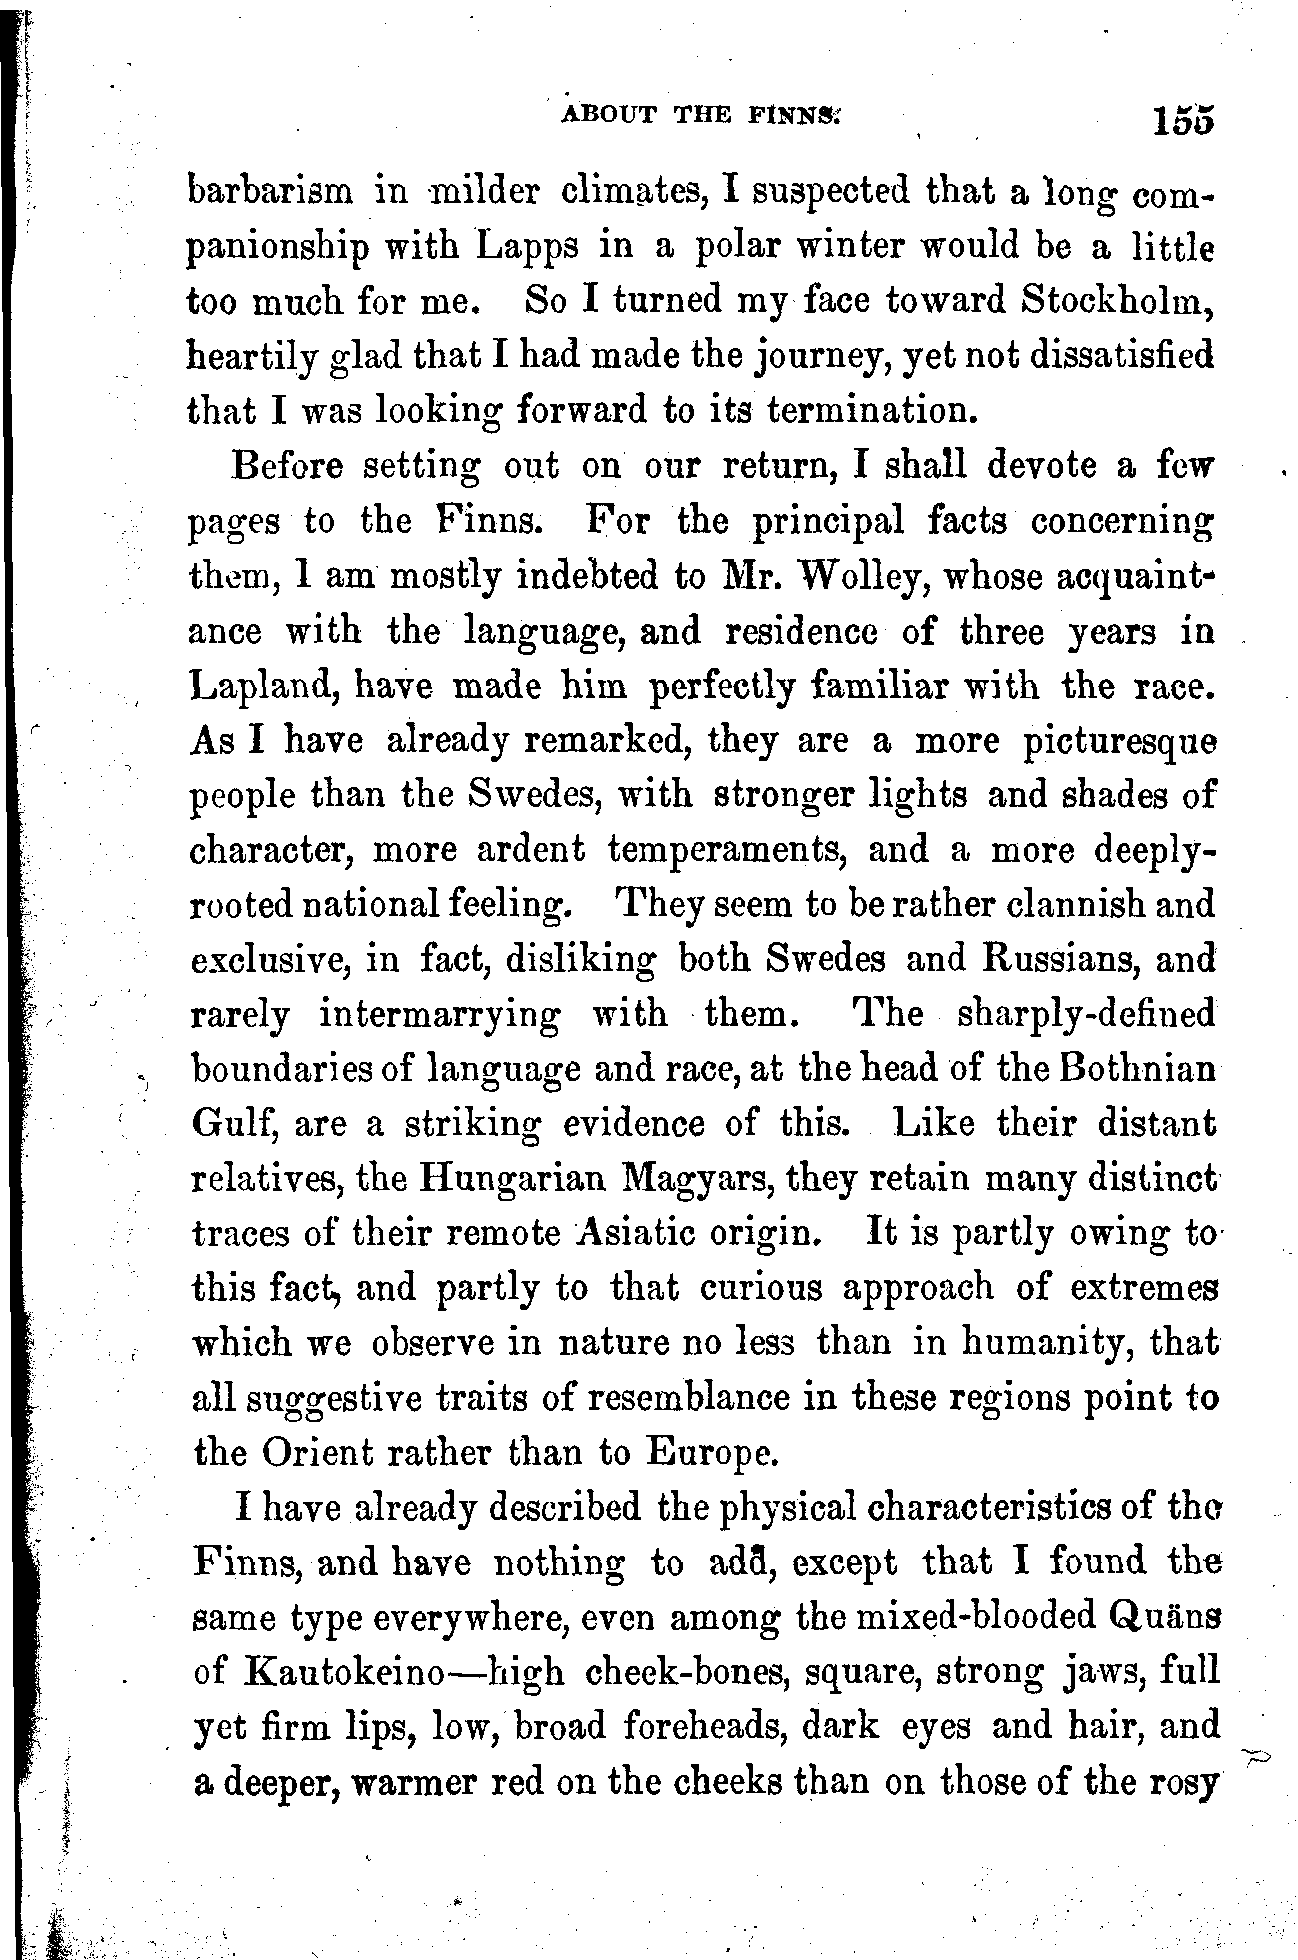 ABOUT THE FINNS. 155
barbarism in milder climates, I suspected that a long com-
panionship with Lapps in a polar winter would be a little
too much for me. So I turned my face toward Stockholm,
heartily glad that I had made the journey, yet not dissatisfied
that I was looking forward to its termination.
Before setting out on our return, I shall devote a few
pages to the Finns. For the principal facts concerning
them, I am mostly indebted to Mr. Wolley, whose acquaint-
ance with the language, and residence of three years in
Lapland, have made him perfectly familiar with the race.
As I have already remarked, they are a more picturesque
people than the Swedes, with stronger lights and shades of
character, more ardent temperaments, and a more deeply-
rooted national feeling. They seem to be rather clannish and
exclusive, in fact, disliking both Swedes and Russians, and
rarely intermarrying with them. The sharply-defined
boundaries of language and race, at the head of the Bothnian
Gulf, are a striking evidence of this. Like their distant
relatives, the Hungarian Magyars, they retain many distinct
traces of their remote Asiatic origin. It is partly owing to
this fact, and partly to that curious approach of extremes
which we observe in nature no less than in humanity, that
all suggestive traits of resemblance in these regions point to
the Orient rather than to Europe.
I have already described the physical characteristics of the
Finns, and have nothing to add, except that I found the
same type everywhere, even among the mixed-blooded Quäns
of Kautokeino—high cheek-bones, square, strong jaws, full
yet firm lips, low, broad foreheads, dark eyes and hair, and
a deeper, warmer red on the cheeks than on those of the rosy